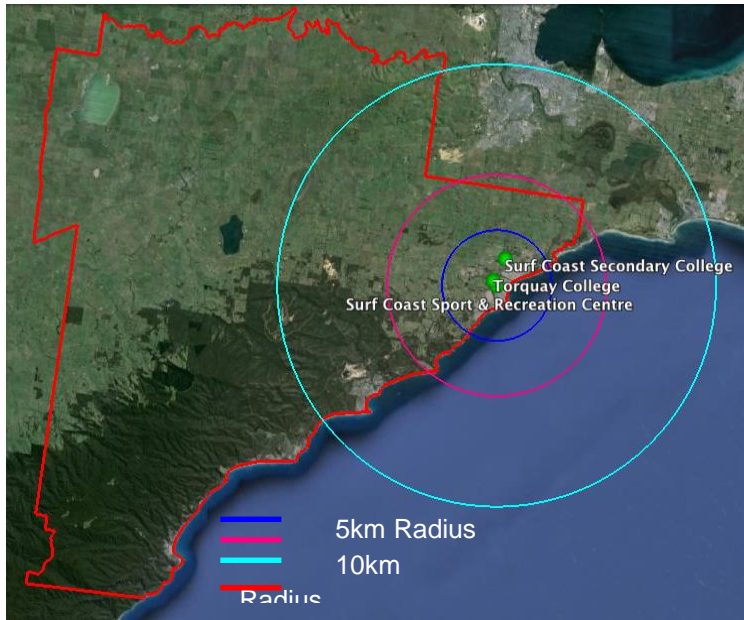 Surf Coast Secondary College
Torquay College
Surf Coast Sport & Recreation Centre
5km Radius
10km
Radius